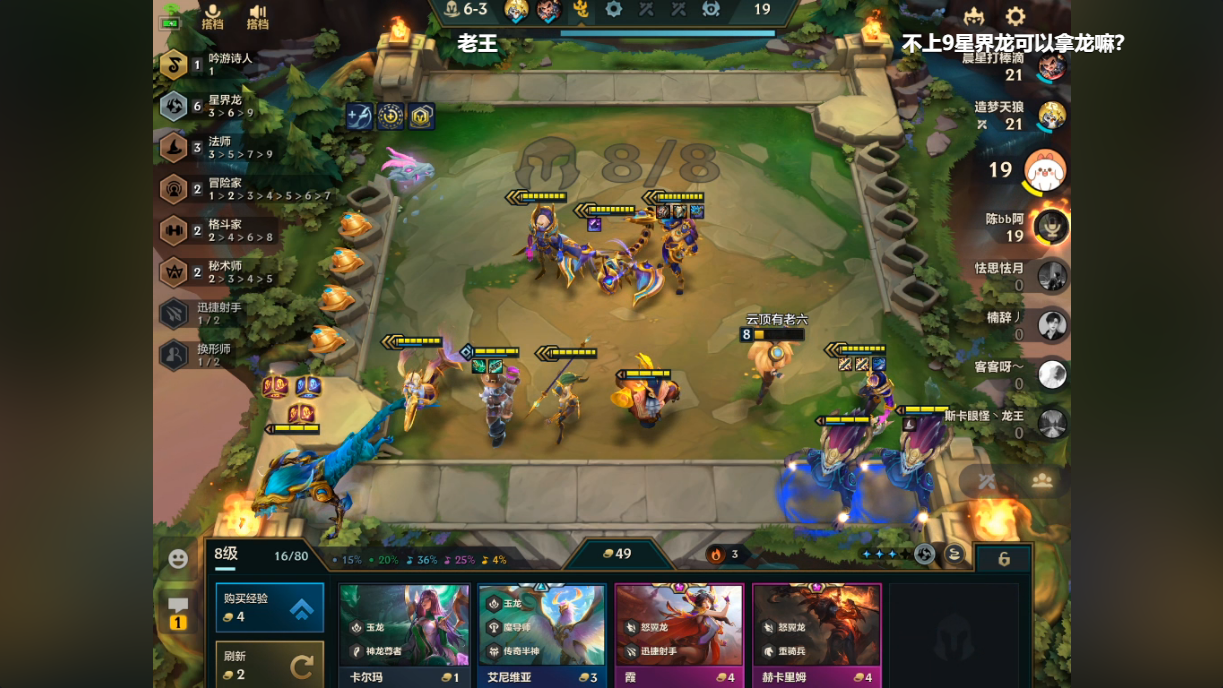 搭档
搭档
6-3
19
老王
不上9星界龙可以拿龙嘛?
1
吟游诗人
1
6
星界龙
3 > 6 > 9
3
法师
3 > 5 > 7 > 9
2
冒险家
1 > 2 > 3 > 4 > 5 > 6 > 7
2
格斗家
2 > 4 > 6 > 8
2
秘术师
2 > 3 > 4 > 5
迅捷射手
1 / 2
换形师
1 / 2
8/8
晨星打棒滴
21
造梦天狼
21
19
陈bb阿
19
怯思怯月
0
楠辞丿
0
客客呀～
0
斯卡眼怪丶龙王
0
云顶有老六
8
8级
16/80
15%
20%
36%
25%
4%
49
3
6
1
购买经验
4
刷新
2
玉龙
神龙尊者
卡尔玛
1
玉龙
魔导师
传奇半神
艾尼维亚
3
怒翼龙
迅捷射手
霞
4
怒翼龙
重骑兵
赫卡里姆
4